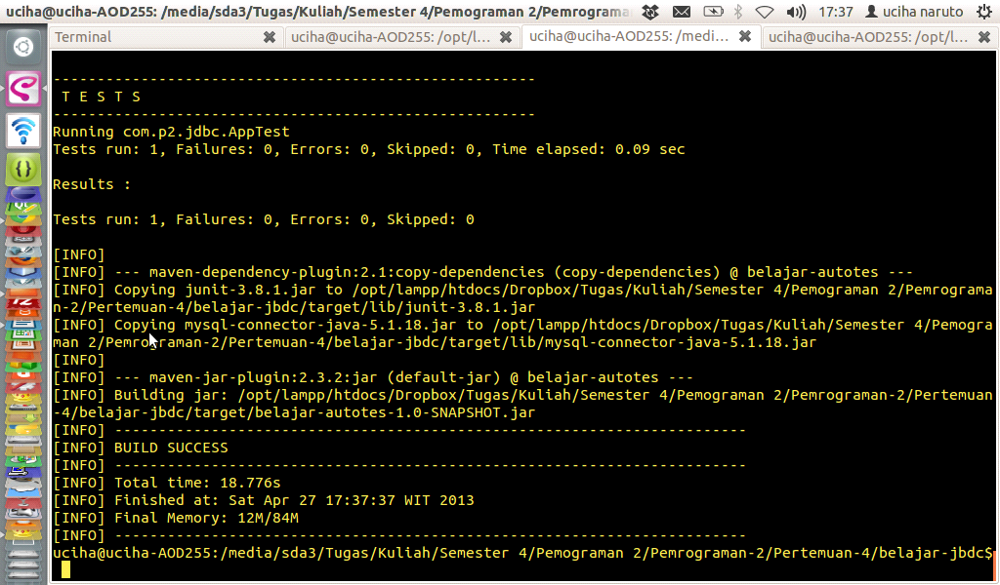 uciha@uciha-AOD255: /media/sda3/Tugas/Kuliah/Semester 4/Pemograman 2/Pemrograma
17:37
uciha naruto
Terminal
uciha@uciha-AOD255: /opt/l...
uciha@uciha-AOD255: /medi...
uciha@uciha-AOD255: /opt/l...
-------------------------------------------------------
T E S T S
-------------------------------------------------------
Running com.p2.jdbc.AppTest
Tests run: 1, Failures: 0, Errors: 0, Skipped: 0, Time elapsed: 0.09 sec
Results :
Tests run: 1, Failures: 0, Errors: 0, Skipped: 0
[INFO]
[INFO] --- maven-dependency-plugin:2.1:copy-dependencies (copy-dependencies) @ belajar-autotes ---
[INFO] Copying junit-3.8.1.jar to /opt/lampp/htdocs/Dropbox/Tugas/Kuliah/Semester 4/Pemograman 2/Pemrograma
n-2/Pertemuan-4/belajar-jbdc/target/lib/junit-3.8.1.jar
[INFO] Copying mysql-connector-java-5.1.18.jar to /opt/lampp/htdocs/Dropbox/Tugas/Kuliah/Semester 4/Pemogra
man 2/Pemrograman-2/Pertemuan-4/belajar-jbdc/target/lib/mysql-connector-java-5.1.18.jar
[INFO]
[INFO] --- maven-jar-plugin:2.3.2:jar (default-jar) @ belajar-autotes ---
[INFO] Building jar: /opt/lampp/htdocs/Dropbox/Tugas/Kuliah/Semester 4/Pemograman 2/Pemrograman-2/Pertemuan
-4/belajar-jbdc/target/belajar-autotes-1.0-SNAPSHOT.jar
[INFO] ------------------------------------------------------------------------
[INFO] BUILD SUCCESS
[INFO] ------------------------------------------------------------------------
[INFO] Total time: 18.776s
[INFO] Finished at: Sat Apr 27 17:37:37 WIT 2013
[INFO] Final Memory: 12M/84M
[INFO] ------------------------------------------------------------------------
uciha@uciha-AOD255:/media/sda3/Tugas/Kuliah/Semester 4/Pemograman 2/Pemrograman-2/Pertemuan-4/belajar-jbdc$